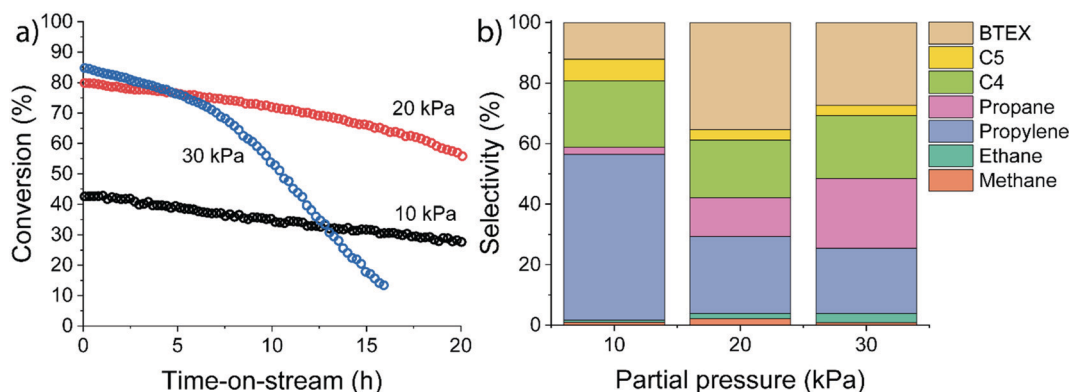 a)
Conversion (%)
100
90
80
70
60
50
40
30
20
10
0
20 kPa
30 kPa
10 kPa
0
5
10
15
20
Time-on-stream (h)
b)
Selectivity (%)
100
80
60
40
20
0
10
20
30
Partial pressure (kPa)
BTEX
C5
C4
Propane
Propylene
Ethane
Methane